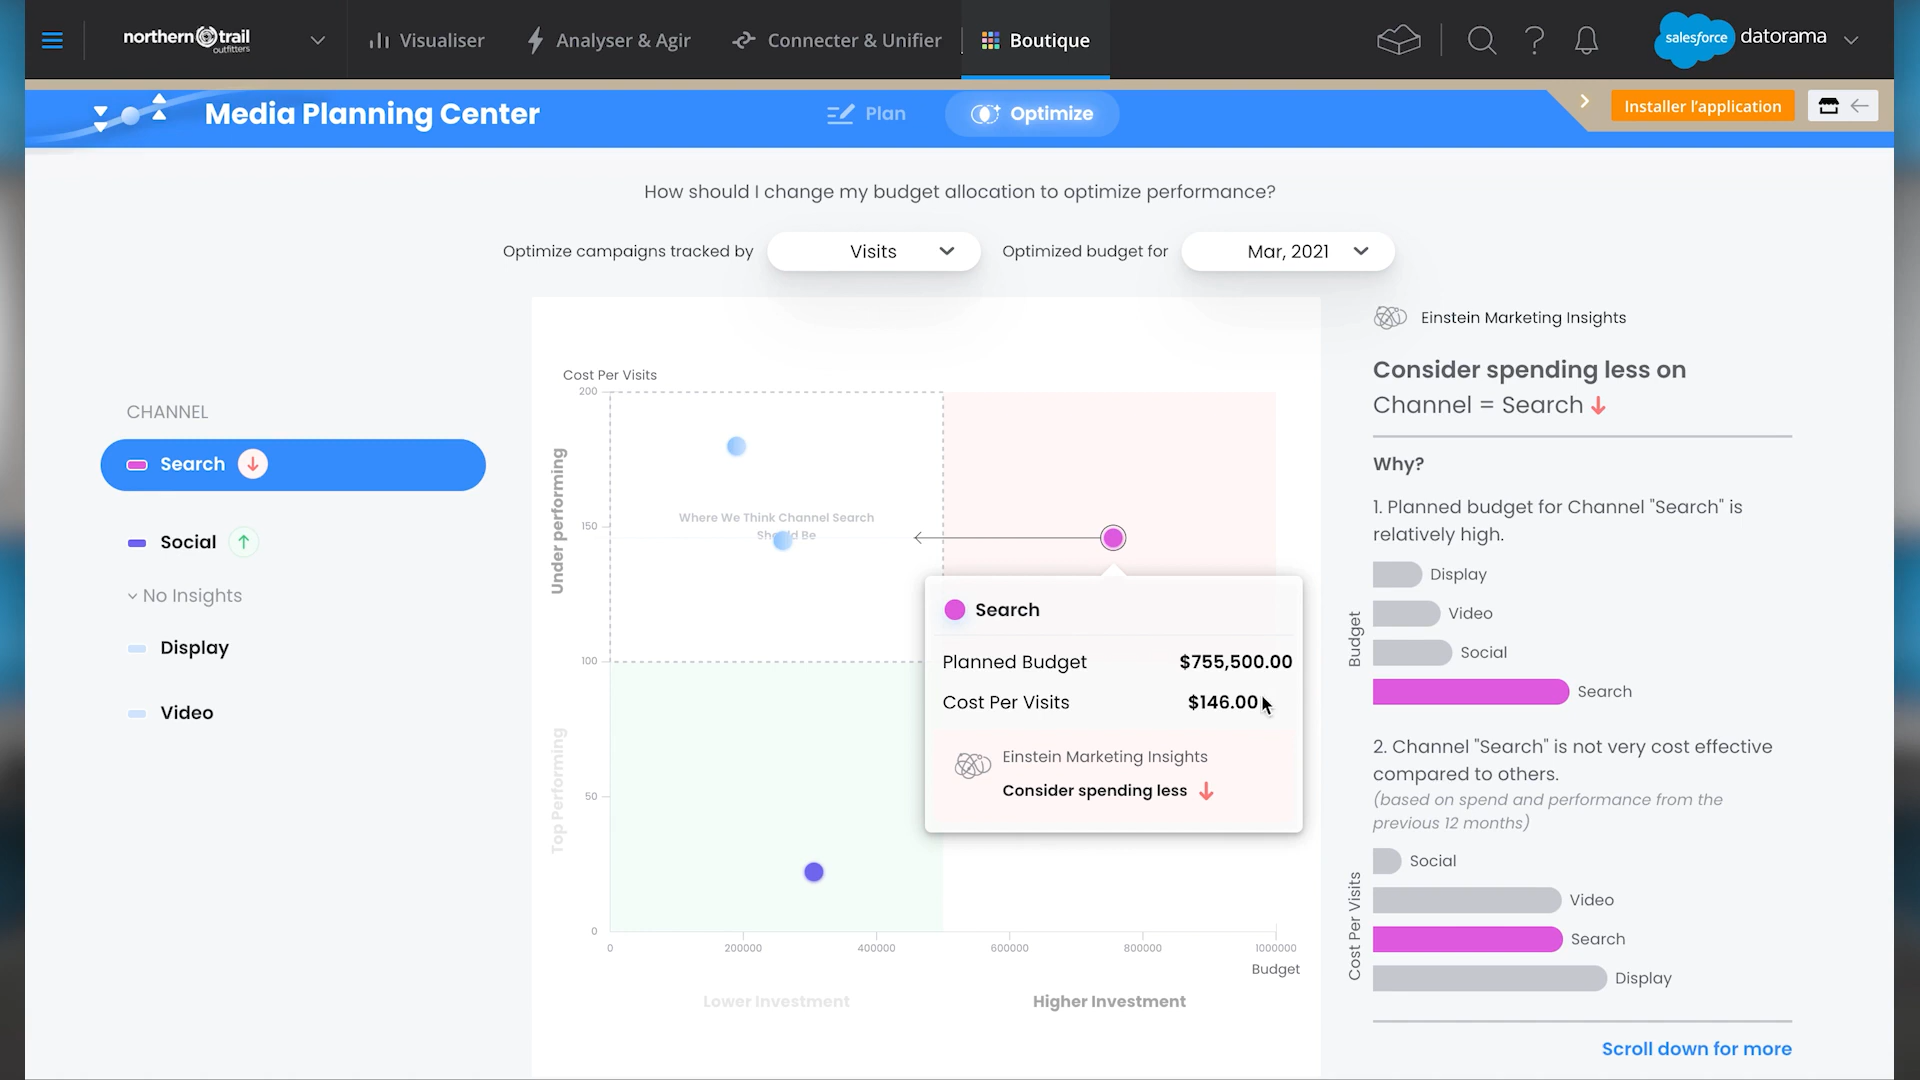 northern trail
outfitters
Visualiser
Analyser & Agir
Connecter & Unifier
Boutique
salesforce datorama
Media Planning Center
Plan
Optimize
Installer l'application
How should I change my budget allocation to optimize performance?
Optimize campaigns tracked by
Visits
Optimized budget for
Mar, 2021
CHANNEL
Search
Social
No Insights
Display
Video
Cost Per Visits
200
150
100
50
0
Under performing
Top Performing
Where We Think Channel Search
Should Be
0
200000
400000
600000
800000
1000000
Budget
Lower Investment
Higher Investment
Search
Planned Budget $755,500.00
Cost Per Visits $146.00
Einstein Marketing Insights
Consider spending less
Einstein Marketing Insights
Consider spending less on
Channel = Search
Why?
1. Planned budget for Channel "Search" is
relatively high.
Budget
Display
Video
Social
Search
2. Channel "Search" is not very cost effective
compared to others.
(based on spend and performance from the
previous 12 months)
Cost Per Visits
Social
Video
Search
Display
Scroll down for more